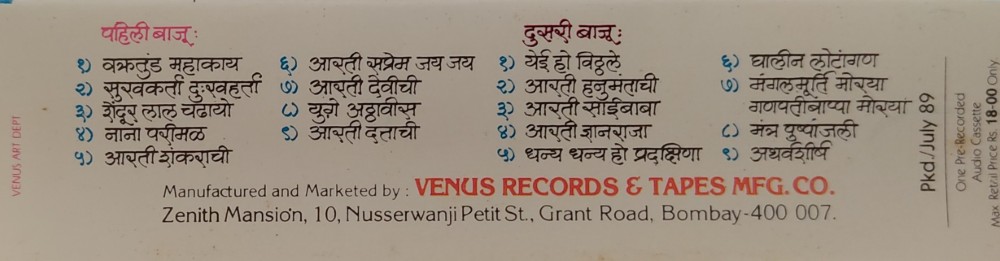 VENUS ART DEPT
पहिली बाजू :
१) वक्रतुंड महाकाय
२) सुखकर्ता दुःखहर्ता
३) शेंदूर लाल चढायो
४) नाना परीमळ
५) आरती शंकराची
६) आरती सप्रेम जय जय
७) आरती देवीची
८) युगे अठ्ठावीस
९) आरती दत्ताची
दुसरी बाजू :
१) येई हो विठ्ठले
२) आरती हनुमंताची
३) आरती साईबाबा
४) आरती ज्ञानराजा
५) धन्य धन्य हो प्रदक्षिणा
६) घालीन लोटांगण
७) मंगलमूर्ति मोरया
गणपतीबाप्पा मोरया
८) मंत्र पुष्पांजली
९) अथर्वशीर्ष
Manufactured and Marketed by : VENUS RECORDS & TAPES MFG. CO.
Zenith Mansion, 10, Nusserwanji Petit St., Grant Road, Bombay-400 007.
Pkd./July 89
One Pre-Recorded
Audio Cassette
Max. Retail Price Rs. 18-00 Only.